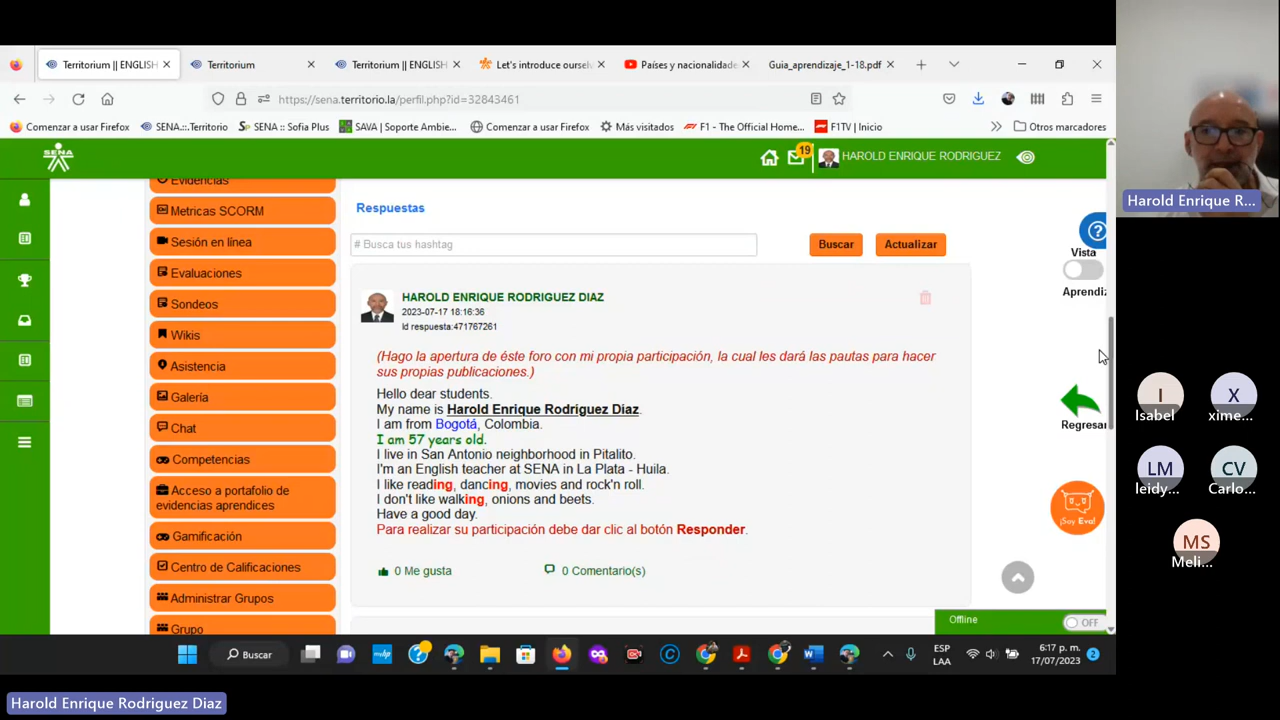 Territorium || ENGLISH
Territorium
Territorium || ENGLISH
Let's introduce ourselv
Países y nacionalidade
Guia_aprendizaje_1-18.pdf
https://sena.territorio.la/perfil.php?id=32843461
Comenzar a usar Firefox
SENA.::.Territorio
SENA :: Sofia Plus
SAVA | Soporte Ambie...
Comenzar a usar Firefox
Más visitados
F1 - The Official Home...
F1TV | Inicio
Otros marcadores
SENA
19
HAROLD ENRIQUE RODRIGUEZ
Evidencias
Metricas SCORM
Sesión en línea
Evaluaciones
Sondeos
Wikis
Asistencia
Galería
Chat
Competencias
Acceso a portafolio de
evidencias aprendices
Gamificación
Centro de Calificaciones
Administrar Grupos
Grupo
Respuestas
# Busca tus hashtag
Buscar
Actualizar
HAROLD ENRIQUE RODRIGUEZ DIAZ
2023-07-17 18:16:36
Id respuesta:471767261
(Hago la apertura de éste foro con mi propia participación, la cual les dará las pautas para hacer
sus propias publicaciones.)
Hello dear students.
My name is Harold Enrique Rodriguez Diaz.
I am from Bogotá, Colombia.
I am 57 years old.
I live in San Antonio neighborhood in Pitalito.
I'm an English teacher at SENA in La Plata - Huila.
I like reading, dancing, movies and rock'n roll.
I don't like walking, onions and beets.
Have a good day.
Para realizar su participación debe dar clic al botón Responder.
0 Me gusta
0 Comentario(s)
Vista
Aprendiz
Regresar
¡Soy Eva!
Offline
OFF
Buscar
ESP
LAA
6:17 p. m.
17/07/2023
2
Harold Enrique R...
I
Isabel
X
xime...
LM
leidy...
CV
Carlo...
MS
Meli...
Harold Enrique Rodriguez Diaz